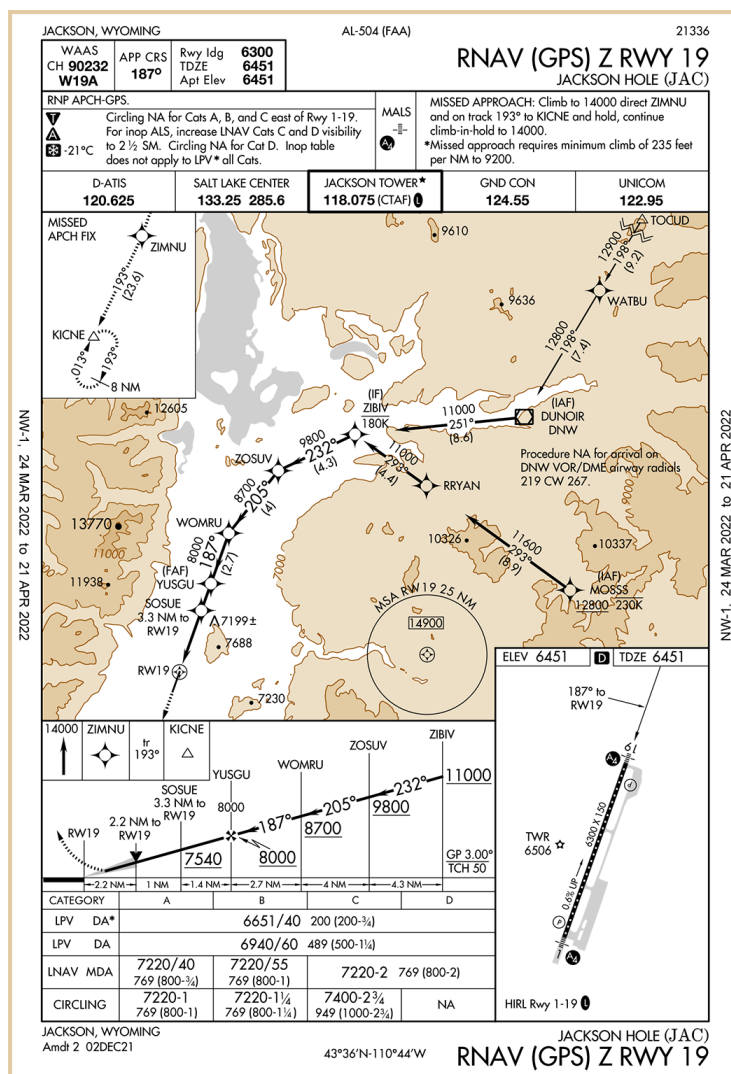 JACKSON, WYOMING
AL-504 (FAA)
21336
WAAS
CH 90232
W19A
APP CRS
187°
Rwy ldg 6300
TDZE 6451
Apt Elev 6451
RNAV (GPS) Z RWY 19
JACKSON HOLE (JAC)
RNP APCH-GPS.
T
A
-21°C
Circling NA for Cats A, B, and C east of Rwy 1-19.
For inop ALS, increase LNAV Cats C and D visibility
to 2 ½ SM. Circling NA for Cat D. Inop table
does not apply to LPV* all Cats.
MALS
A4
MISSED APPROACH: Climb to 14000 direct ZIMNU
and on track 193° to KICNE and hold, continue
climb-in-hold to 14000.
*Missed approach requires minimum climb of 235 feet
per NM to 9200.
D-ATIS
120.625
SALT LAKE CENTER
133.25 285.6
JACKSON TOWER*
118.075 (CTAF) L
GND CON
124.55
UNICOM
122.95
MISSED
APCH FIX
ZIMNU
193°
(23.6)
KICNE
013°
193°
8 NM
9610
TOCUD
12900
198°
(9.2)
9636
WATBU
12800
198°
(7.4)
12605
(IF)
ZIBIV
180K
11000
251°
(8.6)
(IAF)
DUNOIR
DNW
9800
232°
(4.3)
ZOSUV
11000
293°
(4.4)
RRYAN
Procedure NA for arrival on
DNW VOR/DME airway radials
219 CW 267.
9000
8700
205°
(4)
13770
11000
WOMRU
8000
187°
(2.7)
7000
10326
11600
293°
(8.9)
10337
11938
(FAF)
YUSGU
(IAF)
MOSSS
12800 230K
SOSUE
3.3 NM to
RW19
7199±
7688
MSA RW19 25 NM
14900
RW19
7230
ELEV 6451
D
TDZE 6451
187° to
RW19
A4
19
P
TWR
6506
6300 X 150
0.6% UP
P
1
A4
HIRL Rwy 1-19 L
14000
ZIMNU
tr
193°
KICNE
ZIBIV
ZOSUV
WOMRU
YUSGU
8000
SOSUE
3.3 NM to
RW19
2.2 NM to
RW19
RW19
232°
11000
205°
9800
187°
8700
8000
7540
GP 3.00°
TCH 50
2.2 NM
1 NM
1.4 NM
2.7 NM
4 NM
4.3 NM
CATEGORY A B C D
LPV DA* 6651/40 200 (200-¾)
LPV DA 6940/60 489 (500-1¼)
LNAV MDA
7220/40
769 (800-¾)
7220/55
769 (800-1)
7220-2 769 (800-2)
CIRCLING
7220-1
769 (800-1)
7220-1¼
769 (800-1¼)
7400-2¾
949 (1000-2¾)
NA
JACKSON, WYOMING
Amdt 2 02DEC21
43°36'N-110°44'W
JACKSON HOLE (JAC)
RNAV (GPS) Z RWY 19
NW-1, 24 MAR 2022 to 21 APR 2022
NW-1, 24 MAR 2022 to 21 APR 2022